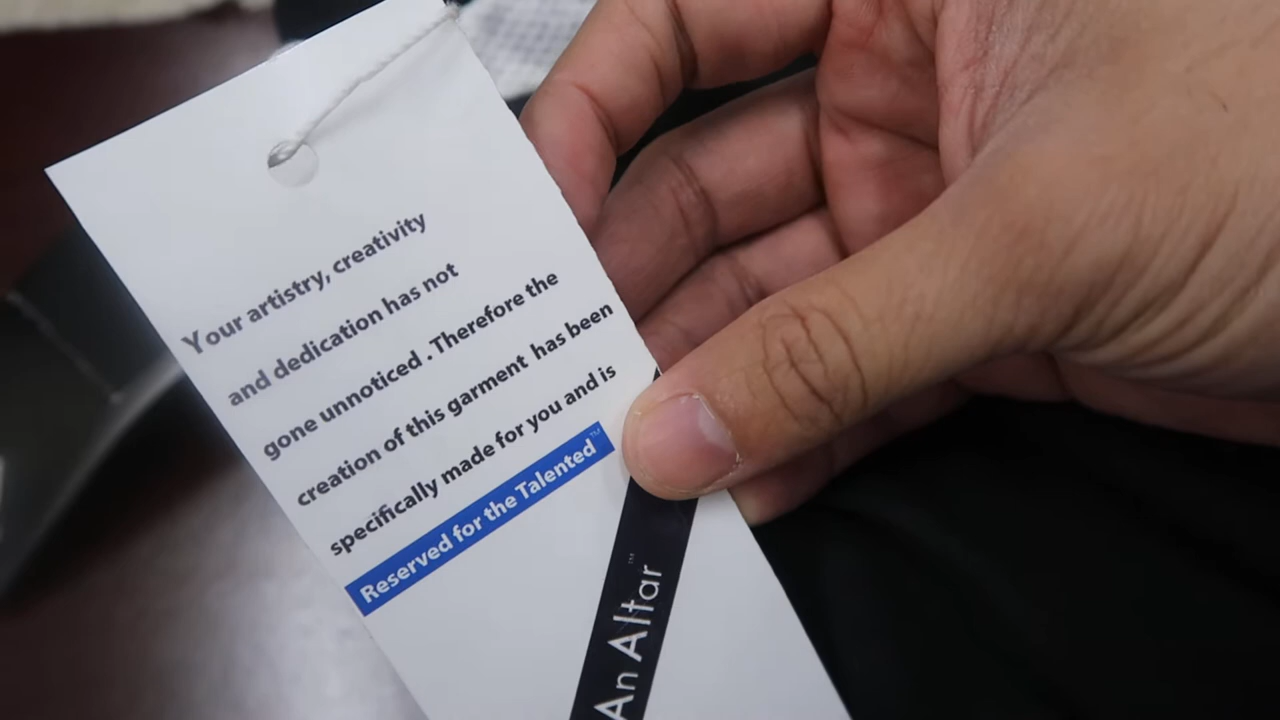 Your artistry, creativity
and dedication has not
gone unnoticed . Therefore the
creation of this garment has been
specifically made for you and is
Reserved for the Talented™
An Altar™